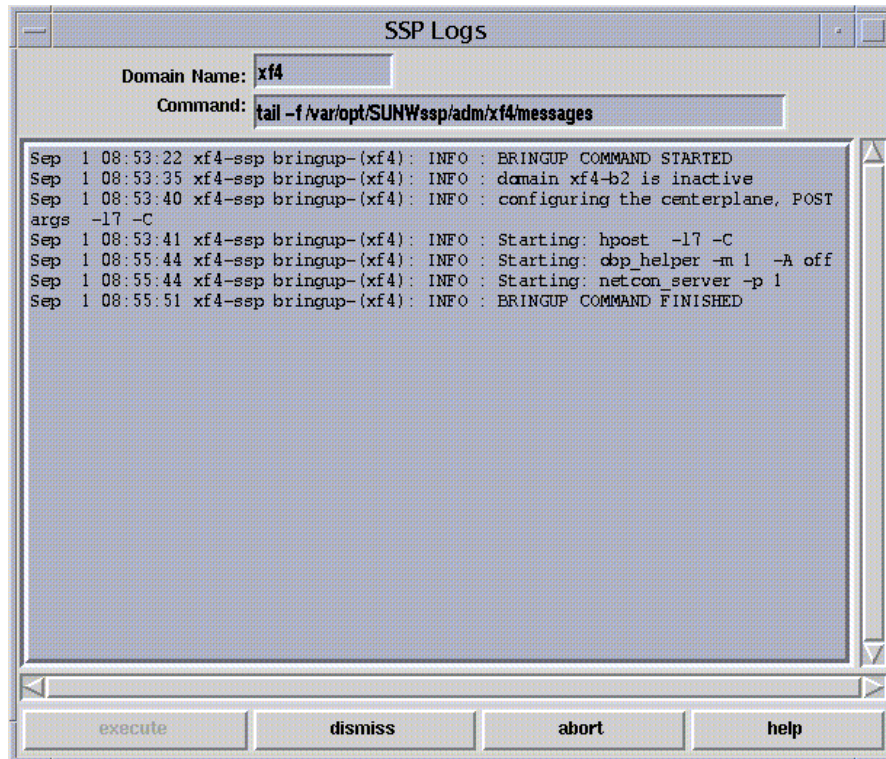 SSP Logs
Domain Name: xf4
Command: tail -f /var/opt/SUNWssp/adm/xf4/messages
Sep 1 08:53:22 xf4-ssp bringup-(xf4): INFO : BRINGUP COMMAND STARTED
Sep 1 08:53:35 xf4-ssp bringup-(xf4): INFO : domain xf4-b2 is inactive
Sep 1 08:53:40 xf4-ssp bringup-(xf4): INFO : configuring the centerplane, POST
args -l7 -C
Sep 1 08:53:41 xf4-ssp bringup-(xf4): INFO : Starting: hpost -l7 -C
Sep 1 08:55:44 xf4-ssp bringup-(xf4): INFO : Starting: obp_helper -m 1 -A off
Sep 1 08:55:44 xf4-ssp bringup-(xf4): INFO : Starting: netcon_server -p 1
Sep 1 08:55:51 xf4-ssp bringup-(xf4): INFO : BRINGUP COMMAND FINISHED
execute dismiss abort help